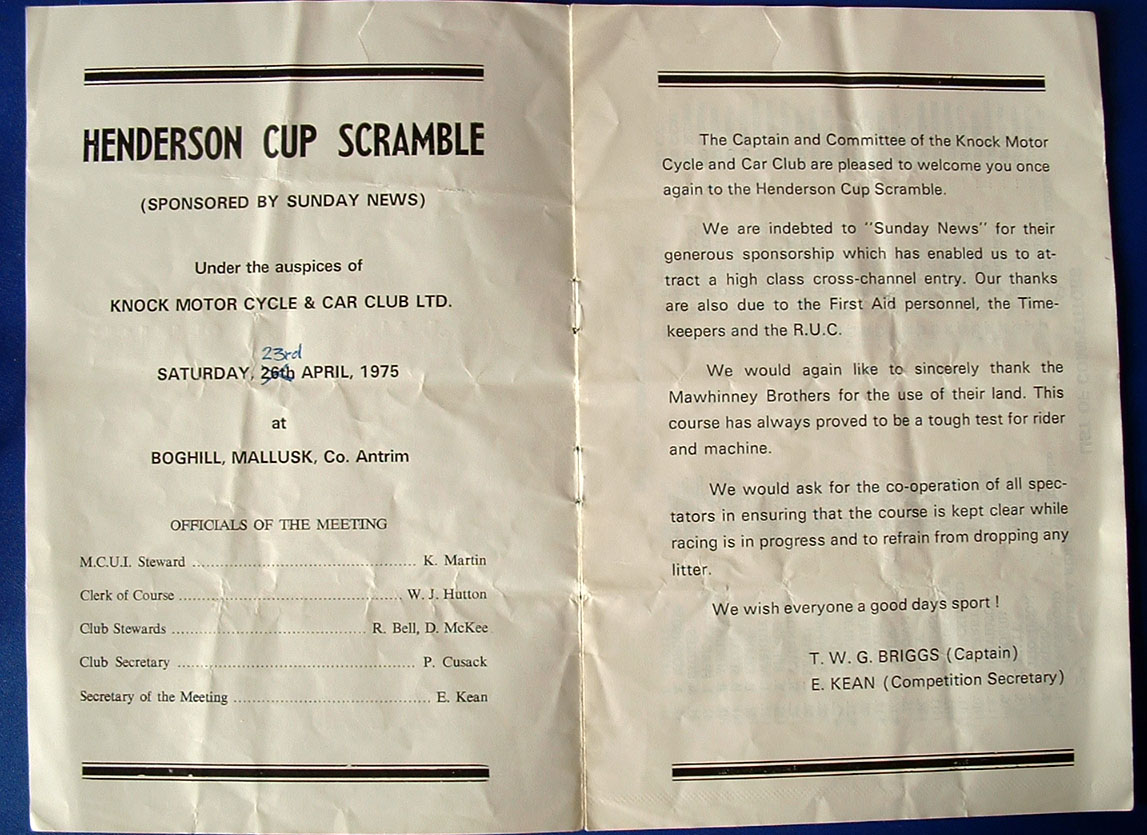 HENDERSON CUP SCRAMBLE
(SPONSORED BY SUNDAY NEWS)
Under the auspices of
KNOCK MOTOR CYCLE & CAR CLUB LTD.
23rd
SATURDAY, 26th APRIL, 1975
at
BOGHILL, MALLUSK, Co. Antrim
OFFICIALS OF THE MEETING
M.C.U.I. Steward ........................................ K. Martin
Clerk of Course ........................................ W. J. Hutton
Club Stewards ................................... R. Bell, D. McKee
Club Secretary .......................................... P. Cusack
Secretary of the Meeting ................................... E. Kean
The Captain and Committee of the Knock Motor
Cycle and Car Club are pleased to welcome you once
again to the Henderson Cup Scramble.
We are indebted to "Sunday News" for their
generous sponsorship which has enabled us to at-
tract a high class cross-channel entry. Our thanks
are also due to the First Aid personnel, the Time-
keepers and the R.U.C.
We would again like to sincerely thank the
Mawhinney Brothers for the use of their land. This
course has always proved to be a tough test for rider
and machine.
We would ask for the co-operation of all spec-
tators in ensuring that the course is kept clear while
racing is in progress and to refrain from dropping any
litter.
We wish everyone a good days sport !
T. W. G. BRIGGS (Captain)
E. KEAN (Competition Secretary)